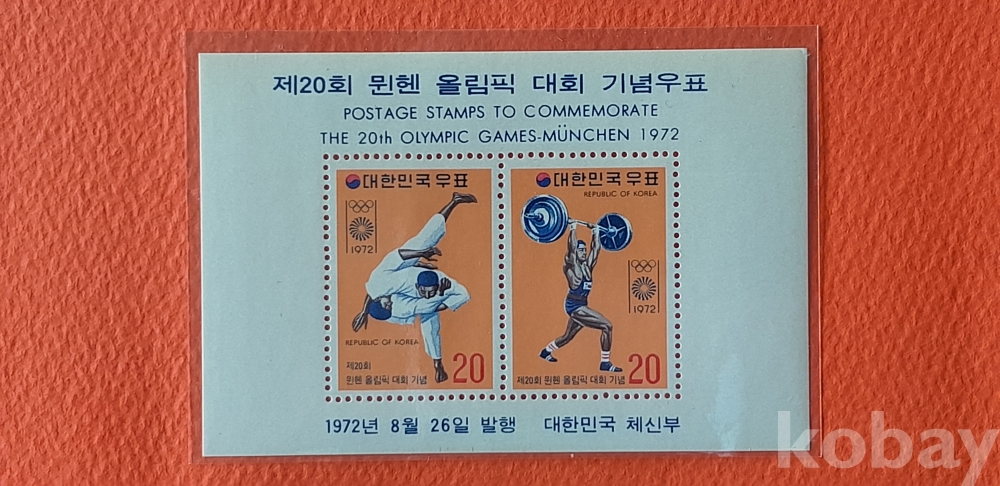 제20회 뮌헨 올림픽 대회 기념우표
POSTAGE STAMPS TO COMMEMORATE
THE 20th OLYMPIC GAMES-MÜNCHEN 1972
대한민국우표
1972
REPUBLIC OF KOREA
제20회
뮌헨 올림픽 대회 기념
20
대한민국우표
REPUBLIC OF KOREA
1972
제20회 뮌헨 올림픽 대회 기념
20
1972년 8월 26일 발행 대한민국 체신부
kobay